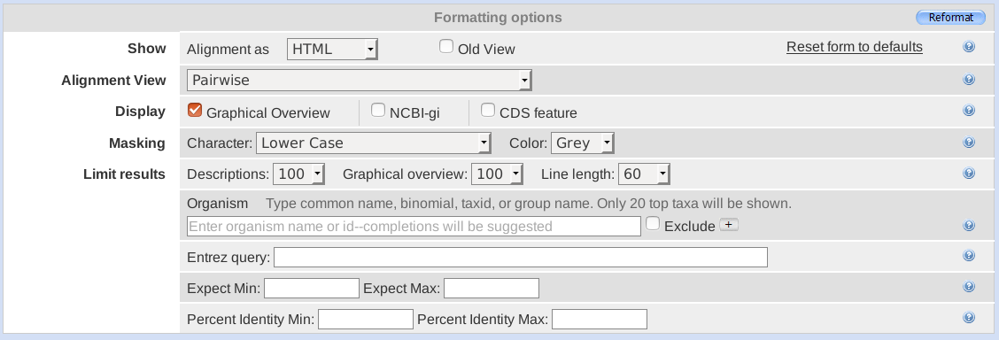 Formatting options Reformat
Show Alignment as HTML Old View Reset form to defaults ?
Alignment View Pairwise ?
Display Graphical Overview NCBI-gi CDS feature ?
Masking Character: Lower Case Color: Grey ?
Limit results Descriptions: 100 Graphical overview: 100 Line length: 60 ?
Organism Type common name, binomial, taxid, or group name. Only 20 top taxa will be shown.
Enter organism name or id--completions will be suggested Exclude + ?
Entrez query: ?
Expect Min: Expect Max: ?
Percent Identity Min: Percent Identity Max: ?